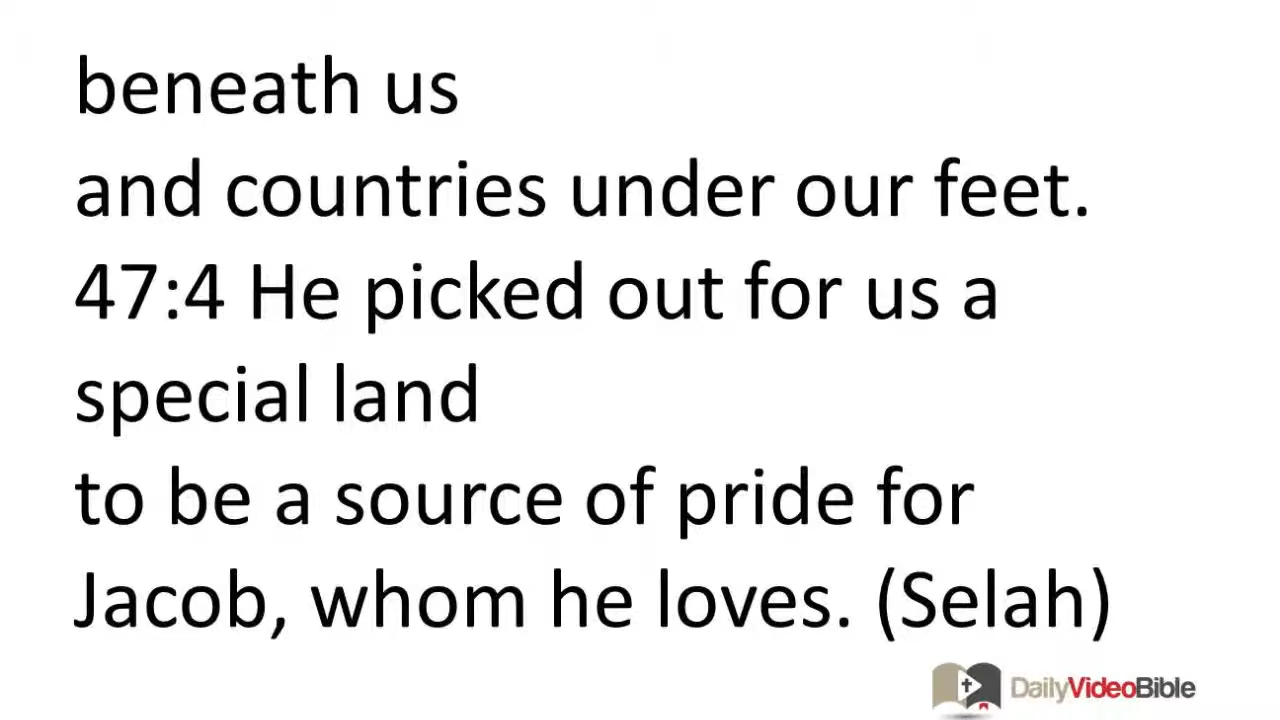 beneath us
and countries under our feet.
47:4 He picked out for us a
special land
to be a source of pride for
Jacob, whom he loves. (Selah)
DailyVideoBible